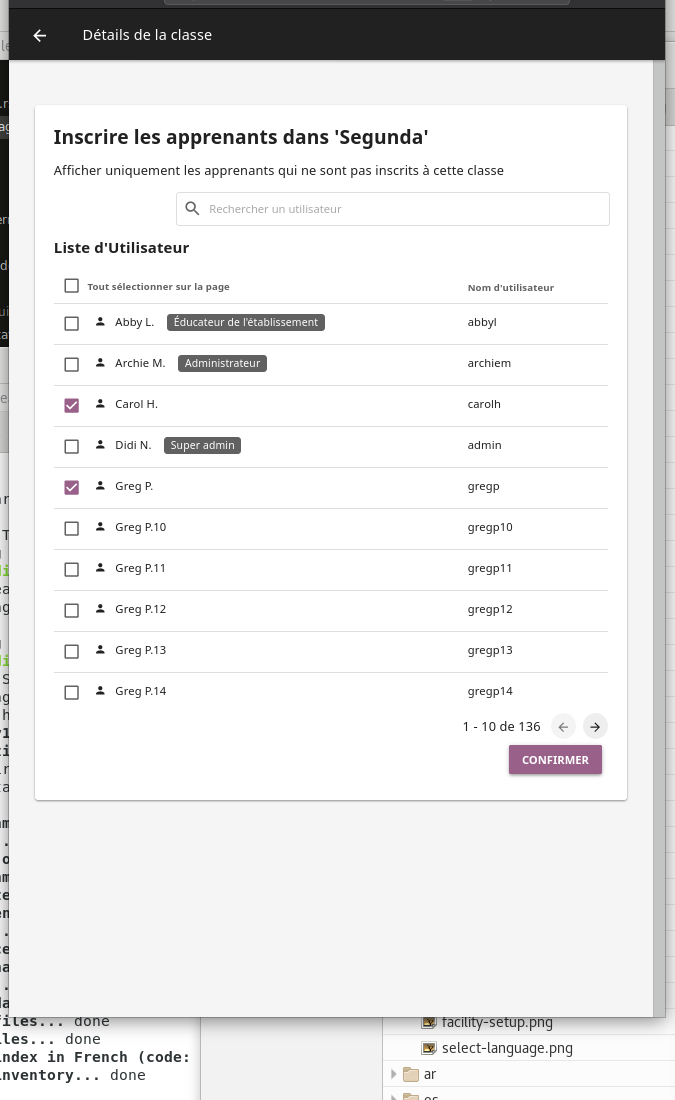 Détails de la classe
Inscrire les apprenants dans 'Segunda'
Afficher uniquement les apprenants qui ne sont pas inscrits à cette classe
Rechercher un utilisateur
Liste d'Utilisateur
Tout sélectionner sur la page Nom d'utilisateur
Abby L. Éducateur de l'établissement abbyl
Archie M. Administrateur archiem
Carol H. carolh
Didi N. Super admin admin
Greg P. gregp
Greg P.10 gregp10
Greg P.11 gregp11
Greg P.12 gregp12
Greg P.13 gregp13
Greg P.14 gregp14
1 - 10 de 136
CONFIRMER
files... done
facility-setup.png
iles... done
select-language.png
index in French (code:
ar
inventory... done